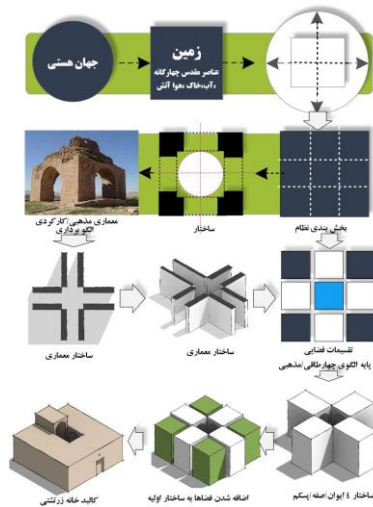 جهان هستی
زمین
عناصر مقدس چهارگانه
،آب،خاک ،هوا آتش
معماری مذهبی/کارکردی
الگو برداری
ساختار
بخش بندی نظام
ساختار معماری
ساختار معماری
تقسیمات فضایی
پایه الگوی چهارطاقی/مذهبی
کالبد خانه زرتشتی
اضافه شدن فضاها به ساختار اولیه
ساختار 4 ایوان/صفه/پسکم